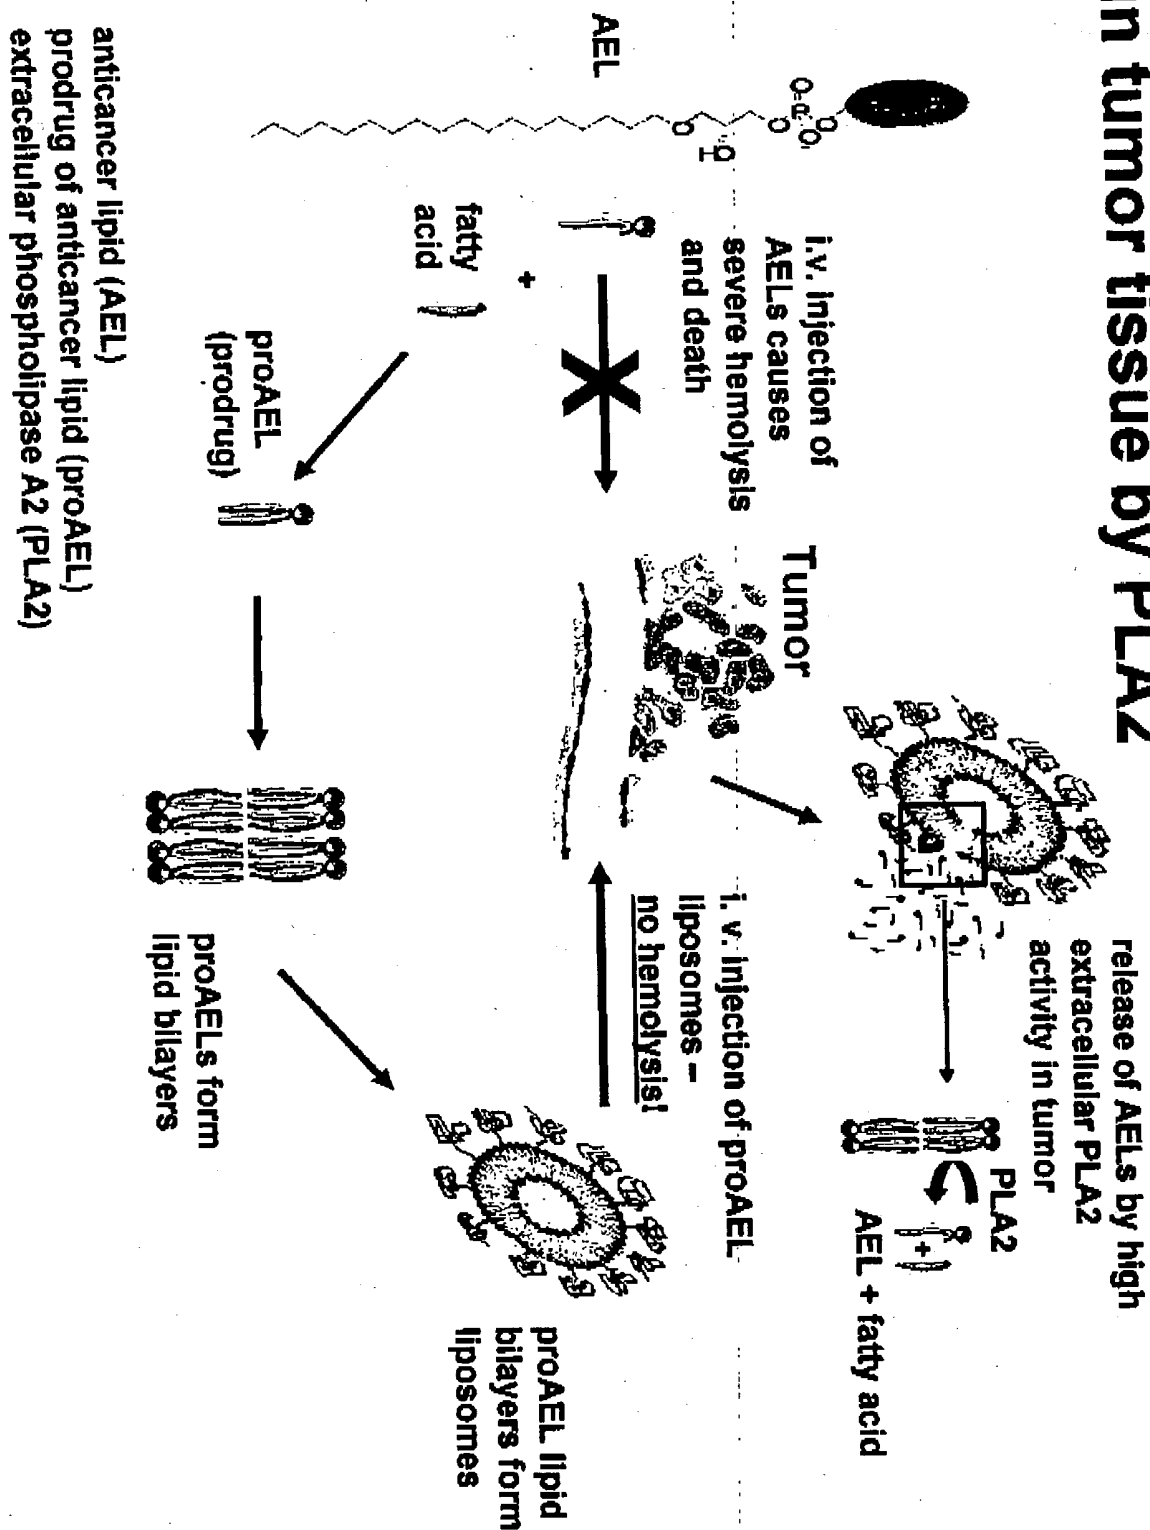 in tumor tissue by PLA2
AEL
O
O=P-O
O
O
H
O
i.v. injection of
AELs causes
severe hemolysis
and death
+
fatty
acid
proAEL
(prodrug)
Tumor
release of AELs by high
extracellular PLA2
activity in tumor
PLA2
+
AEL + fatty acid
i. v. injection of proAEL
liposomes –
no hemolysis!
proAELs form
lipid bilayers
proAEL lipid
bilayers form
liposomes
anticancer lipid (AEL)
prodrug of anticancer lipid (proAEL)
extracellular phospholipase A2 (PLA2)